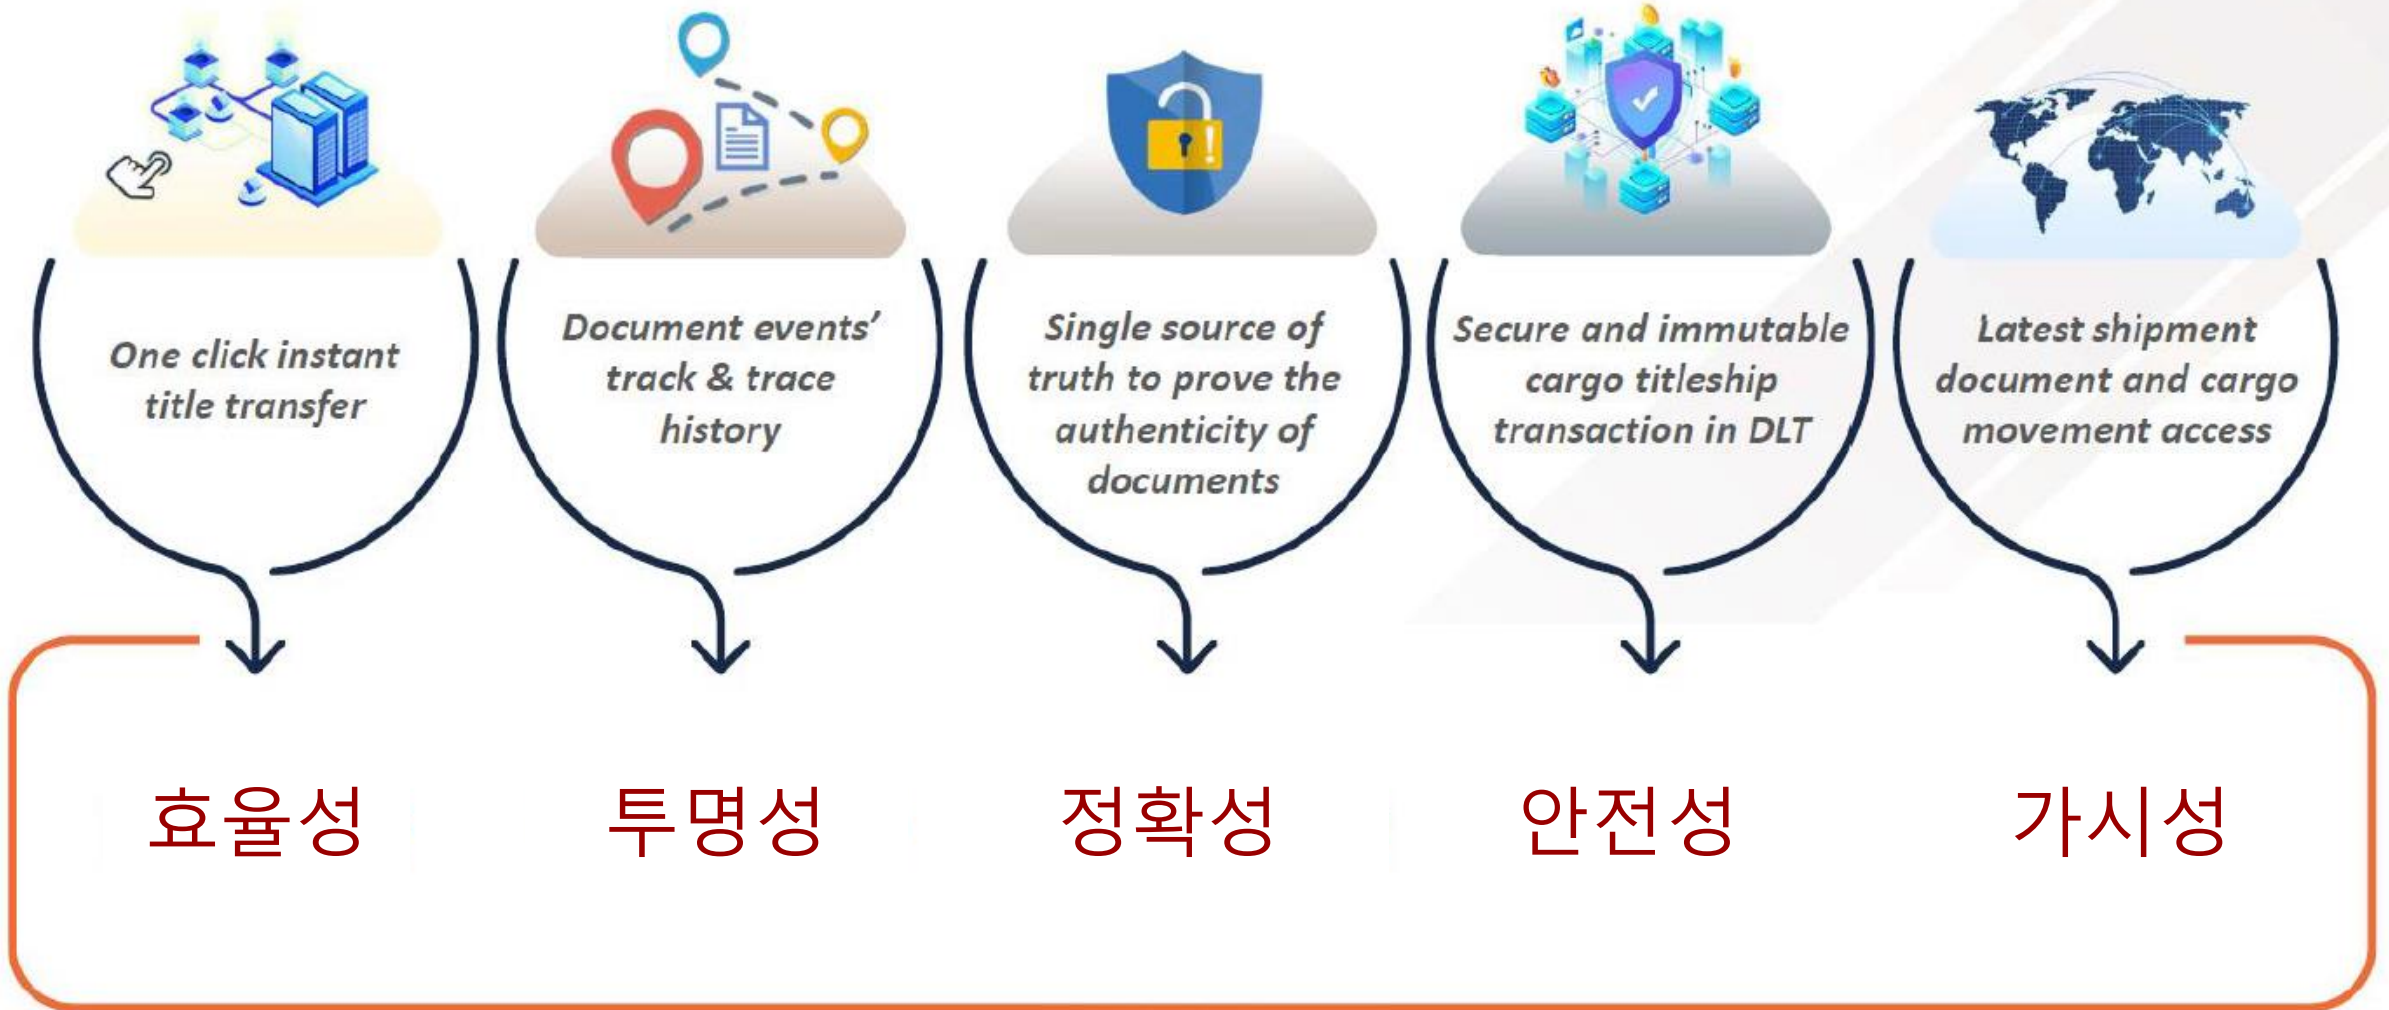 One click instant
title transfer
Document events’
track & trace
history
Single source of
truth to prove the
authenticity of
documents
Secure and immutable
cargo titleship
transaction in DLT
Latest shipment
document and cargo
movement access
효율성
투명성
정확성
안전성
가시성